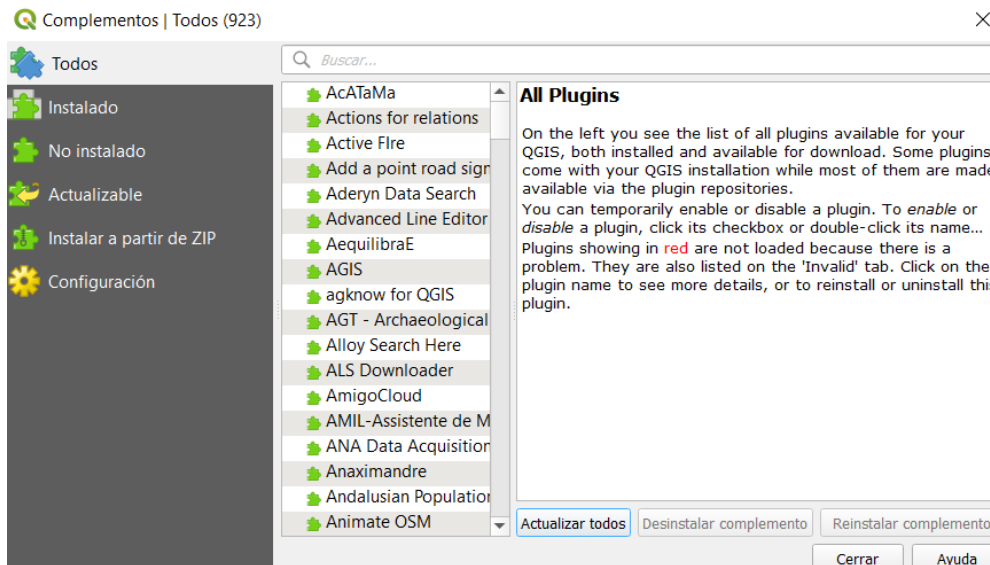 Complementos | Todos (923)
Todos
Instalado
No instalado
Actualizable
Instalar a partir de ZIP
Configuración
Buscar...
AcATaMa
Actions for relations
Active FIre
Add a point road sign
Aderyn Data Search
Advanced Line Editor
AequilibraE
AGIS
agknow for QGIS
AGT - Archaeological
Alloy Search Here
ALS Downloader
AmigoCloud
AMIL-Assistente de M
ANA Data Acquisition
Anaximandre
Andalusian Population
Animate OSM
All Plugins
On the left you see the list of all plugins available for your
QGIS, both installed and available for download. Some plugins
come with your QGIS installation while most of them are made
available via the plugin repositories.
You can temporarily enable or disable a plugin. To enable or
disable a plugin, click its checkbox or double-click its name...
Plugins showing in red are not loaded because there is a
problem. They are also listed on the 'Invalid' tab. Click on the
plugin name to see more details, or to reinstall or uninstall this
plugin.
Actualizar todos
Desinstalar complemento
Reinstalar complemento
Cerrar
Ayuda